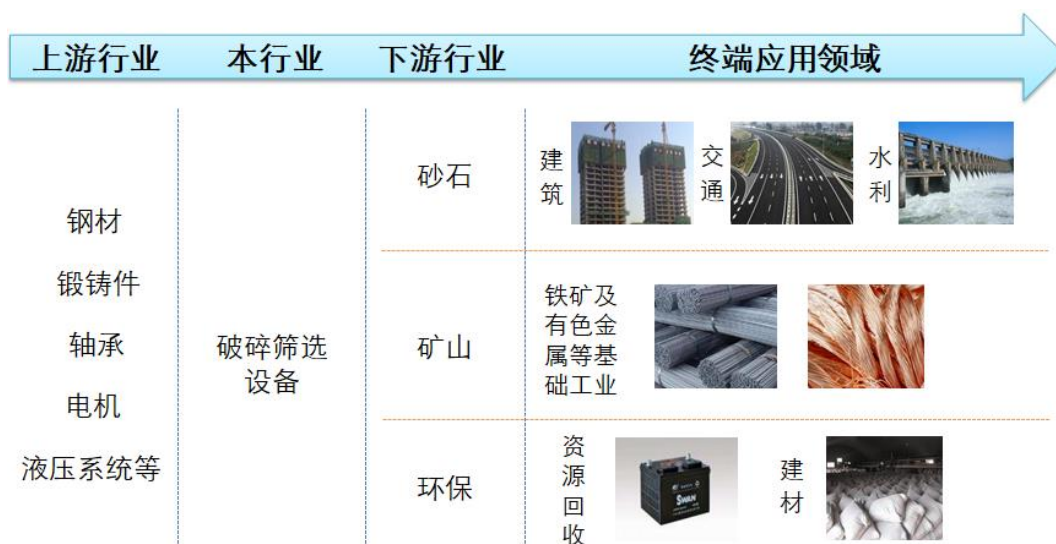 上游行业
本行业
下游行业
终端应用领域
钢材
锻铸件
轴承
电机
液压系统等
破碎筛选
设备
砂石
建
筑
交
通
水
利
矿山
铁矿及
有色金
属等基
础工业
环保
资
源
回
收
SWAN
建
材